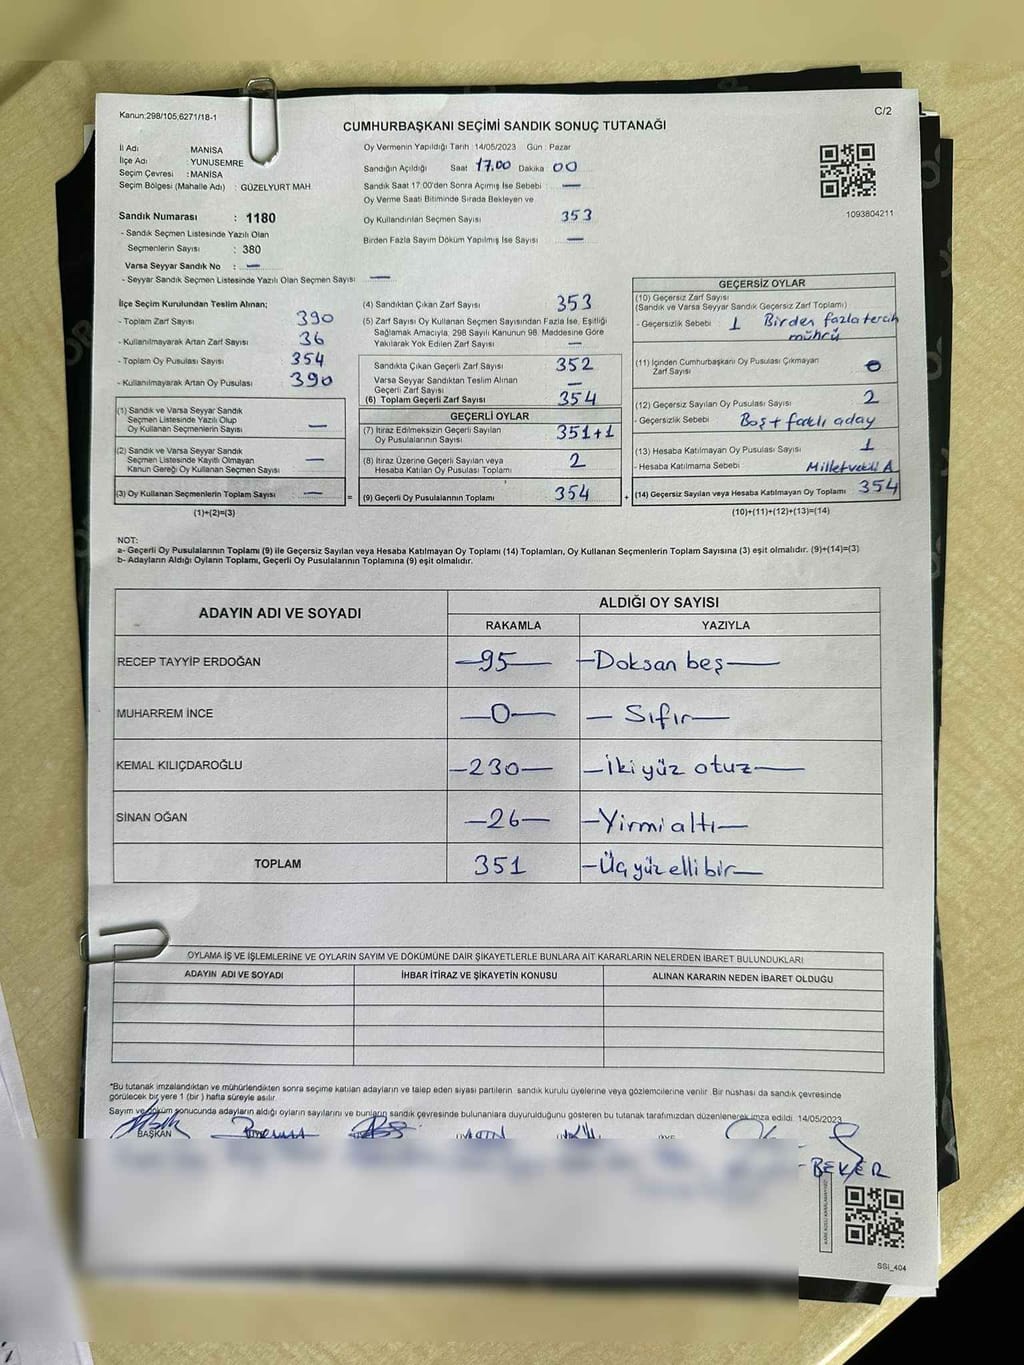 Kanun:298/105,6271/18-1
C/2
CUMHURBAŞKANI SEÇİMİ SANDIK SONUÇ TUTANAĞI
İl Adı : MANİSA
İlçe Adı : YUNUSEMRE
Seçim Çevresi : MANİSA
Seçim Bölgesi (Mahalle Adı) : GÜZELYURT MAH.
Sandık Numarası : 1180
- Sandık Seçmen Listesinde Yazılı Olan
Seçmenlerin Sayısı : 380
Varsa Seyyar Sandık No : —
- Seyyar Sandık Seçmen Listesinde Yazılı Olan Seçmen Sayısı —
Oy Vermenin Yapıldığı Tarih : 14/05/2023 Gün : Pazar
Sandığın Açıldığı Saat 17.00 Dakika 00
Sandık Saat 17:00'den Sonra Açımış İse Sebebi —
Oy Verme Saati Bitiminde Sırada Bekleyen ve
Oy Kullandırılan Seçmen Sayısı 353
Birden Fazla Sayım Döküm Yapılmış İse Sayısı —
1093804211
İlçe Seçim Kurulundan Teslim Alınan;
- Toplam Zarf Sayısı 390
- Kullanılmayarak Artan Zarf Sayısı 36
- Toplam Oy Pusulası Sayısı 354
- Kullanılmayarak Artan Oy Pusulası 390
(1) Sandık ve Varsa Seyyar Sandık
Seçmen Listesinde Yazılı Olup
Oy Kullanan Seçmenlerin Sayısı —
(2) Sandık ve Varsa Seyyar Sandık
Seçmen Listesinde Kayıtlı Olmayan
Kanun Gereği Oy Kullanan Seçmen Sayısı —
(3) Oy Kullanan Seçmenlerin Toplam Sayısı — =
(1)+(2)=(3)
(4) Sandıktan Çıkan Zarf Sayısı 353
(5) Zarf Sayısı Oy Kullanan Seçmen Sayısından Fazla İse, Eşitliği
Sağlamak Amacıyla, 298 Sayılı Kanunun 98. Maddesine Göre
Yakılarak Yok Edilen Zarf Sayısı —
Sandıkta Çıkan Geçerli Zarf Sayısı 352
Varsa Seyyar Sandıktan Teslim Alınan
Geçerli Zarf Sayısı —
(6) Toplam Geçerli Zarf Sayısı 354
GEÇERLİ OYLAR
(7) İtiraz Edilmeksizin Geçerli Sayılan
Oy Pusulalarının Sayısı 351+1
(8) İtiraz Üzerine Geçerli Sayılan veya
Hesaba Katılan Oy Pusulası Toplamı 2
(9) Geçerli Oy Pusulalarının Toplamı 354 +
GEÇERSİZ OYLAR
(10) Geçersiz Zarf Sayısı
(Sandık ve Varsa Seyyar Sandık Geçersiz Zarf Toplamı)
- Geçersizlik Sebebi 1 Birden fazla tercih
mührü
(11) İçinden Cumhurbaşkanı Oy Pusulası Çıkmayan
Zarf Sayısı 0
(12) Geçersiz Sayılan Oy Pusulası Sayısı 2
- Geçersizlik Sebebi Boş + farklı aday
(13) Hesaba Katılmayan Oy Pusulası Sayısı 1
- Hesaba Katılmama Sebebi Milletvekili A
(14) Geçersiz Sayılan veya Hesaba Katılmayan Oy Toplamı 354
(10)+(11)+(12)+(13)=(14)
NOT:
a- Geçerli Oy Pusulalarının Toplamı (9) ile Geçersiz Sayılan veya Hesaba Katılmayan Oy Toplamı (14) Toplamları, Oy Kullanan Seçmenlerin Toplam Sayısına (3) eşit olmalıdır. (9)+(14)=(3)
b- Adayların Aldığı Oyların Toplamı, Geçerli Oy Pusulalarının Toplamına (9) eşit olmalıdır.
ADAYIN ADI VE SOYADI ALDIĞI OY SAYISI
RAKAMLA YAZIYLA
RECEP TAYYİP ERDOĞAN —95— —Doksan beş—
MUHARREM İNCE —0— — Sıfır—
KEMAL KILIÇDAROĞLU —230— —İki yüz otuz—
SİNAN OĞAN —26— —Yirmi altı—
TOPLAM 351 —Üç yüz elli bir—
OYLAMA İŞ VE İŞLEMLERİNE VE OYLARIN SAYIM VE DÖKÜMÜNE DAİR ŞİKAYETLERLE BUNLARA AİT KARARLARIN NELERDEN İBARET BULUNDUKLARI
ADAYIN ADI VE SOYADI İHBAR İTİRAZ VE ŞİKAYETİN KONUSU ALINAN KARARIN NEDEN İBARET OLDUĞU
*Bu tutanak imzalandıktan ve mühürlendikten sonra seçime katılan adayların ve talep eden siyasi partilerin sandık kurulu üyelerine veya gözlemcilerine verilir. Bir nüshası da sandık çevresinde
görülecek bir yere 1 (bir ) hafta süreyle asılır.
Sayım ve döküm sonucunda adayların aldığı oyların sayılarını ve bunların sandık çevresinde bulunanlara duyurulduğunu gösteren bu tutanak tarafımızdan düzenlenerek imza edildi. 14/05/2023
BAŞKAN
BEKER
SSİ_404